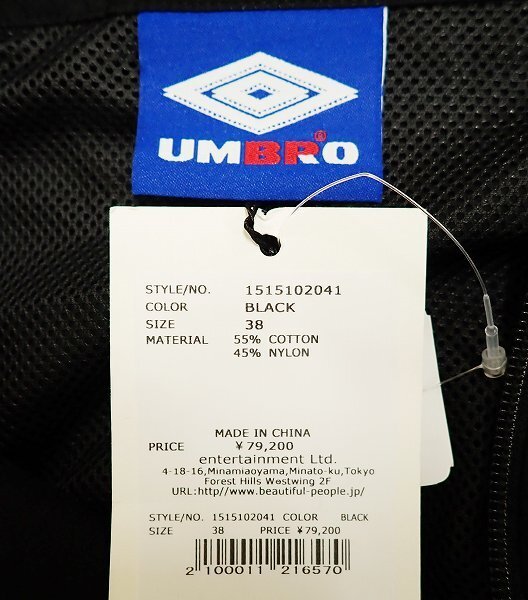 UMBRO®
STYLE/NO. 1515102041
COLOR BLACK
SIZE 38
MATERIAL 55% COTTON
45% NYLON
MADE IN CHINA
PRICE ¥79,200
entertainment Ltd.
4-18-16,Minamiaoyama,Minato-ku,Tokyo
Forest Hills Westwing 2F
URL:http//www.beautiful-people.jp/
STYLE/NO. 1515102041 COLOR BLACK
SIZE 38 PRICE ¥79,200
2 100011 216570